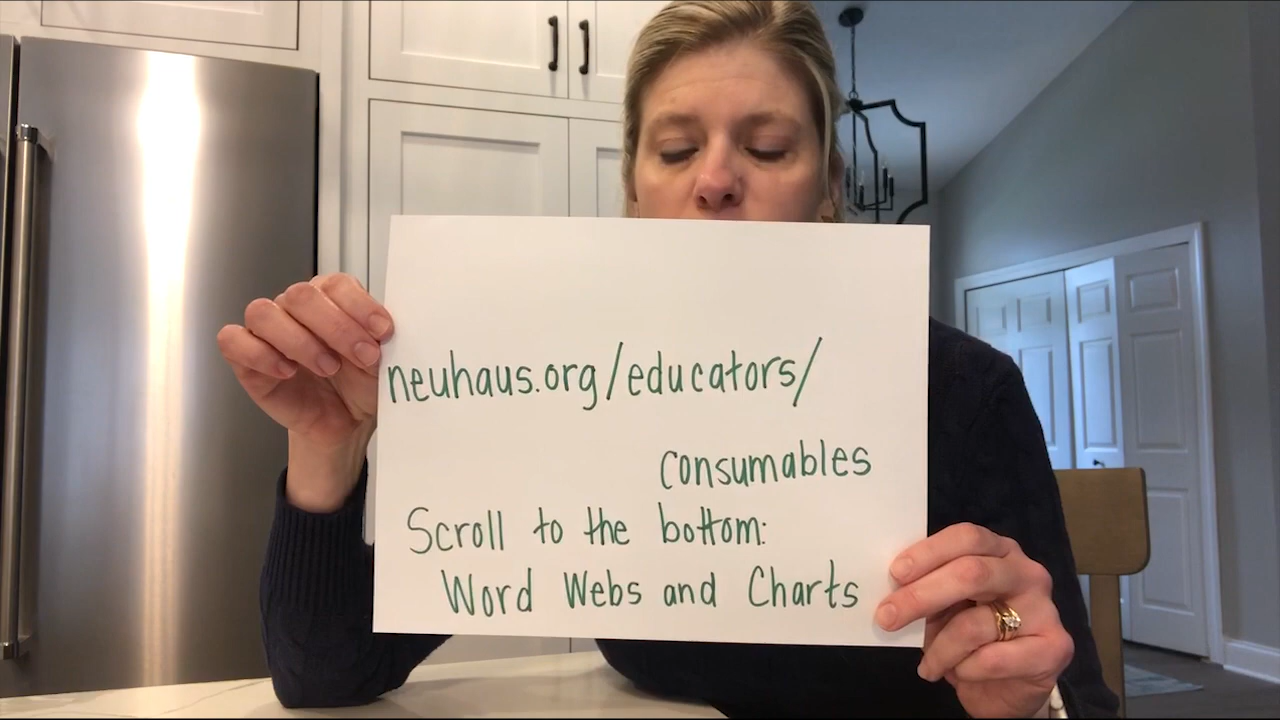 neuhaus.org/educators/
consumables
Scroll to the bottom:
Word Webs and Charts